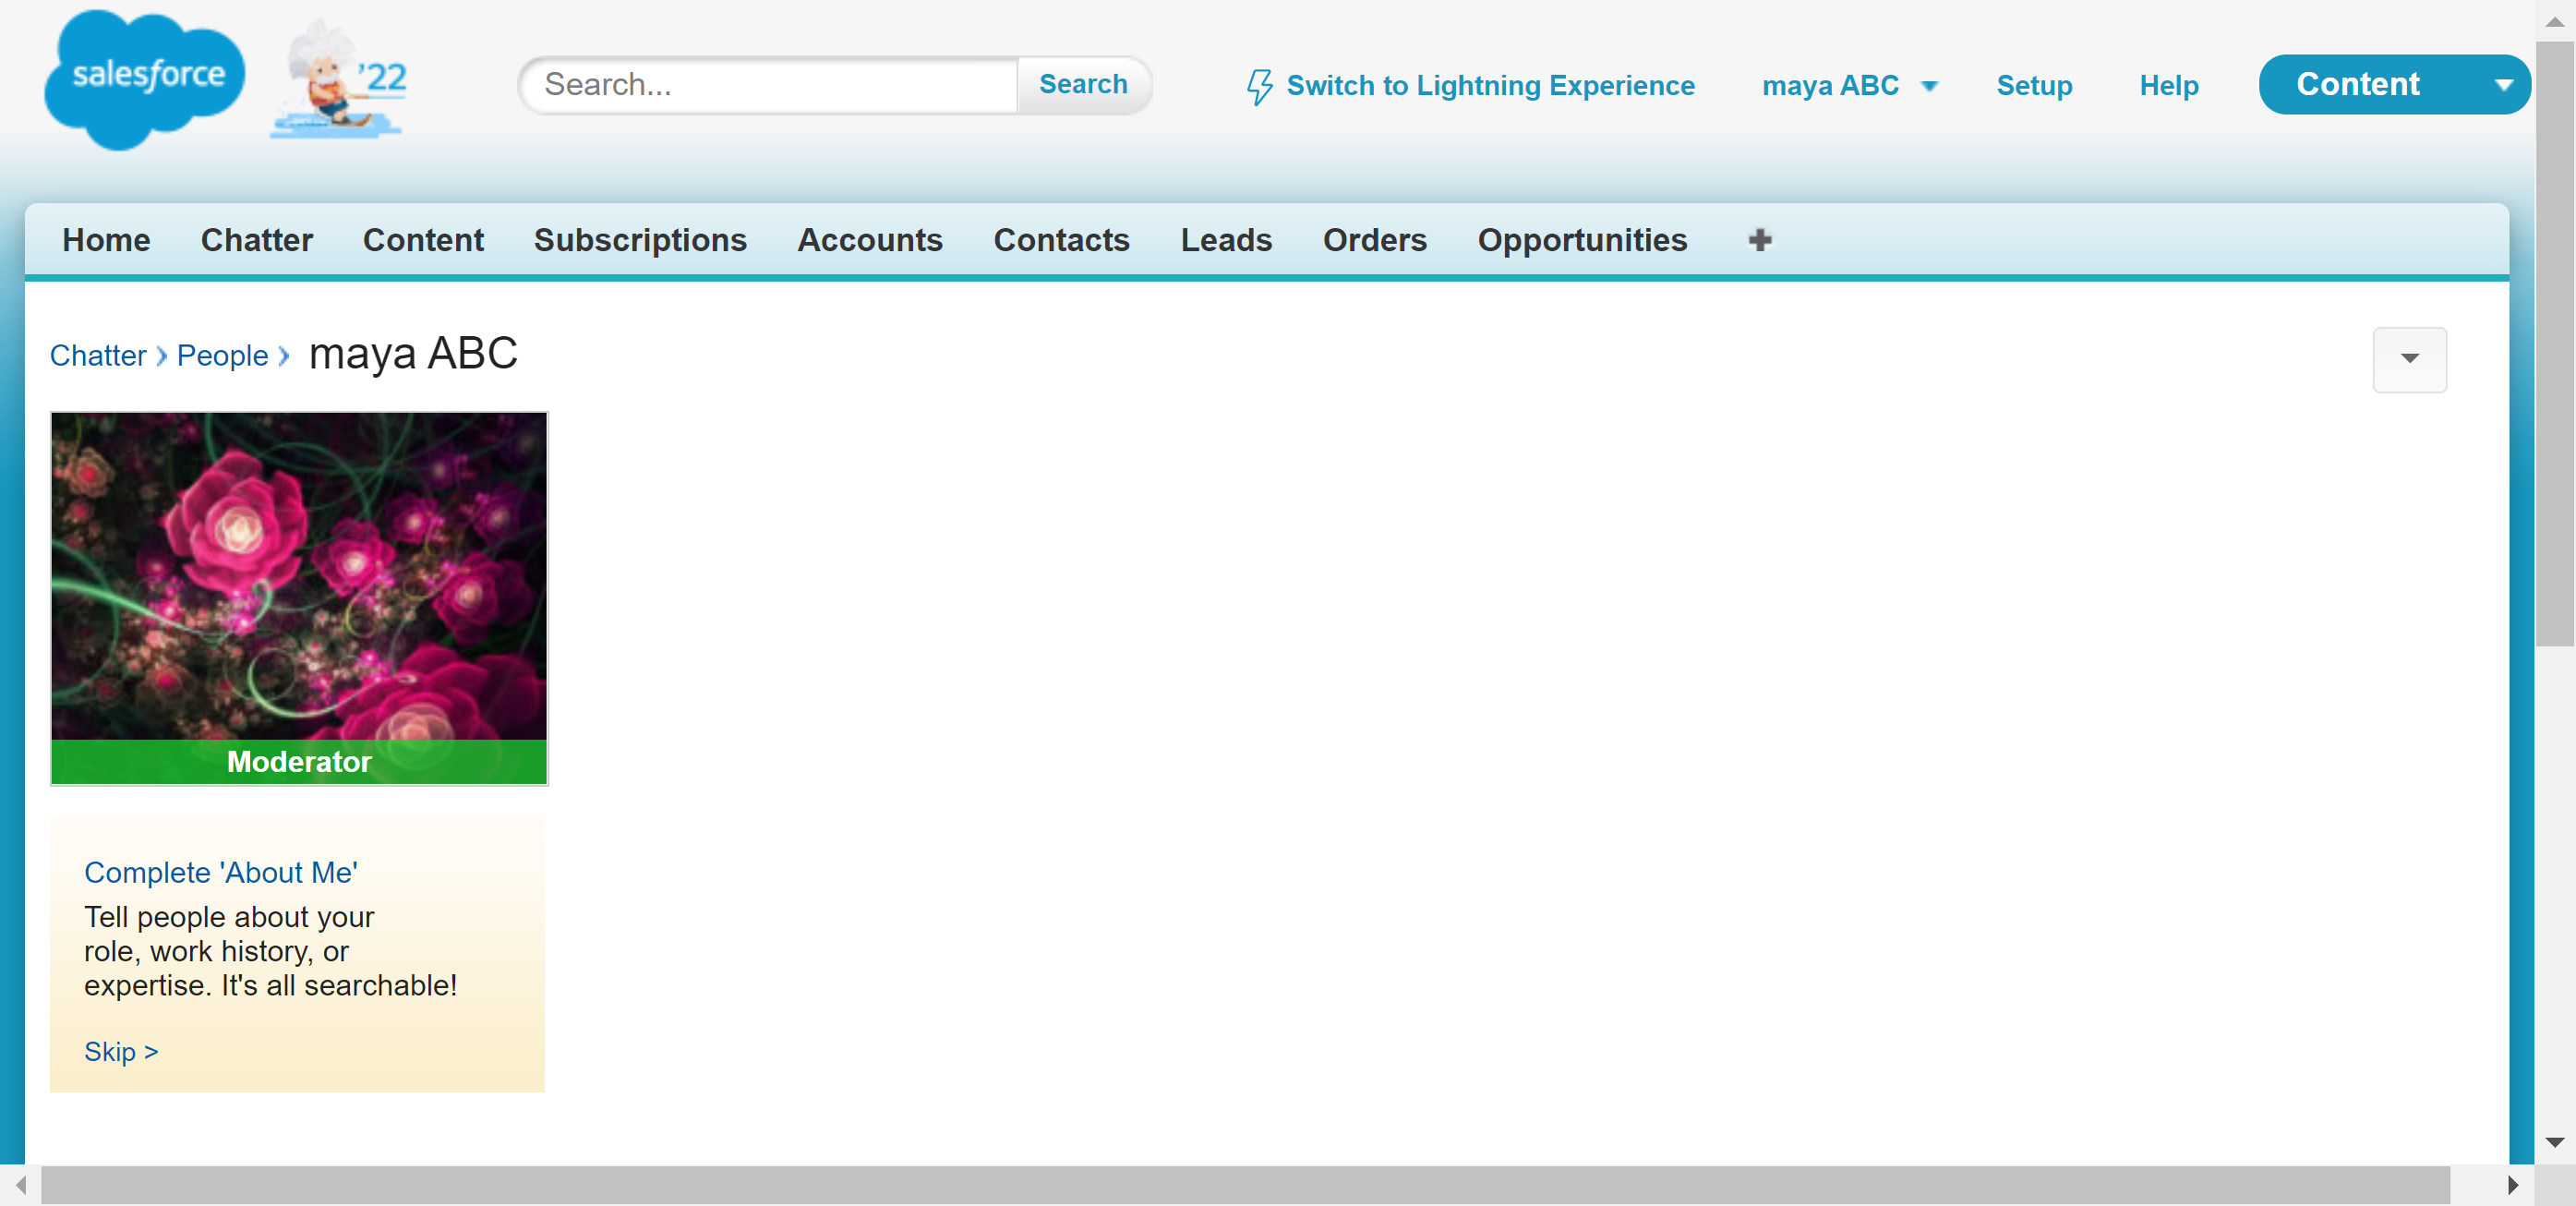 salesforce
'22
Search...
Search
Switch to Lightning Experience
maya ABC
Setup
Help
Content
Home
Chatter
Content
Subscriptions
Accounts
Contacts
Leads
Orders
Opportunities
Chatter
People
maya ABC
Moderator
Complete 'About Me'
Tell people about your
role, work history, or
expertise. It's all searchable!
Skip >